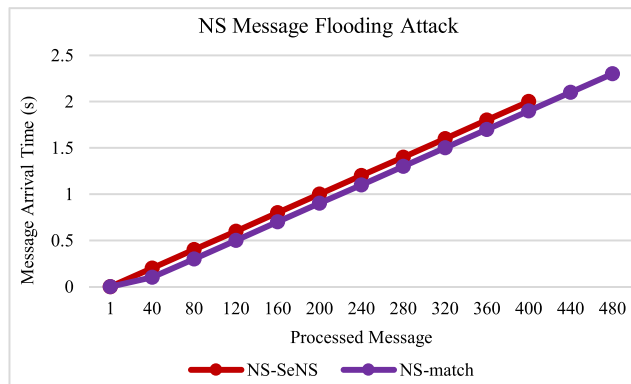 NS Message Flooding Attack
2.5
2
1.5
1
0.5
0
Message Arrival Time (s)
1 40 80 120 160 200 240 280 320 360 400 440 480
Processed Message
NS-SeNS NS-match